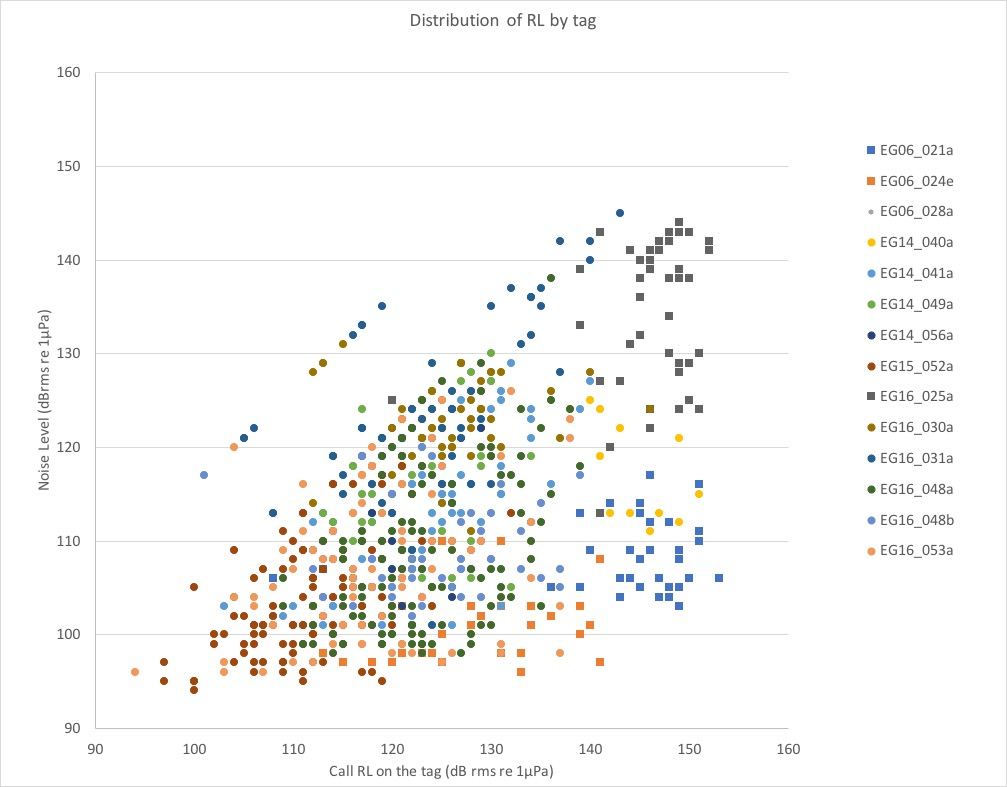 Distribution of RL by tag
160
150
140
130
120
110
100
90
Noise Level (dBrms re 1µPa)
90 100 110 120 130 140 150 160
Call RL on the tag (dB rms re 1µPa)
EG06_021a
EG06_024e
EG06_028a
EG14_040a
EG14_041a
EG14_049a
EG14_056a
EG15_052a
EG16_025a
EG16_030a
EG16_031a
EG16_048a
EG16_048b
EG16_053a